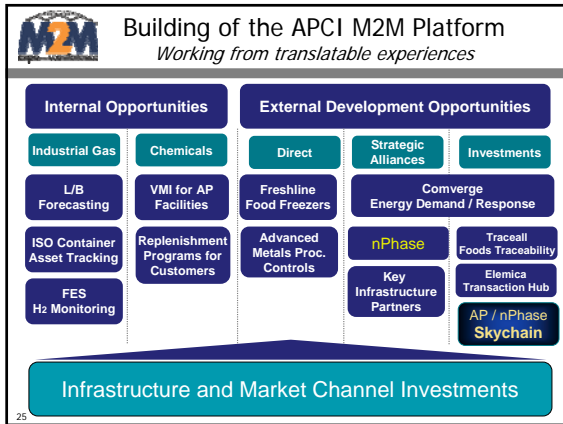 M2M
Building of the APCI M2M Platform
Working from translatable experiences
Internal Opportunities
External Development Opportunities
Industrial Gas
Chemicals
Direct
Strategic
Alliances
Investments
L/B
Forecasting
VMI for AP
Facilities
Freshline
Food Freezers
Comverge
Energy Demand / Response
ISO Container
Asset Tracking
Replenishment
Programs for
Customers
Advanced
Metals Proc.
Controls
nPhase
Traceall
Foods Traceability
FES
H2 Monitoring
Key
Infrastructure
Partners
Elemica
Transaction Hub
AP / nPhase
Skychain
Infrastructure and Market Channel Investments
25